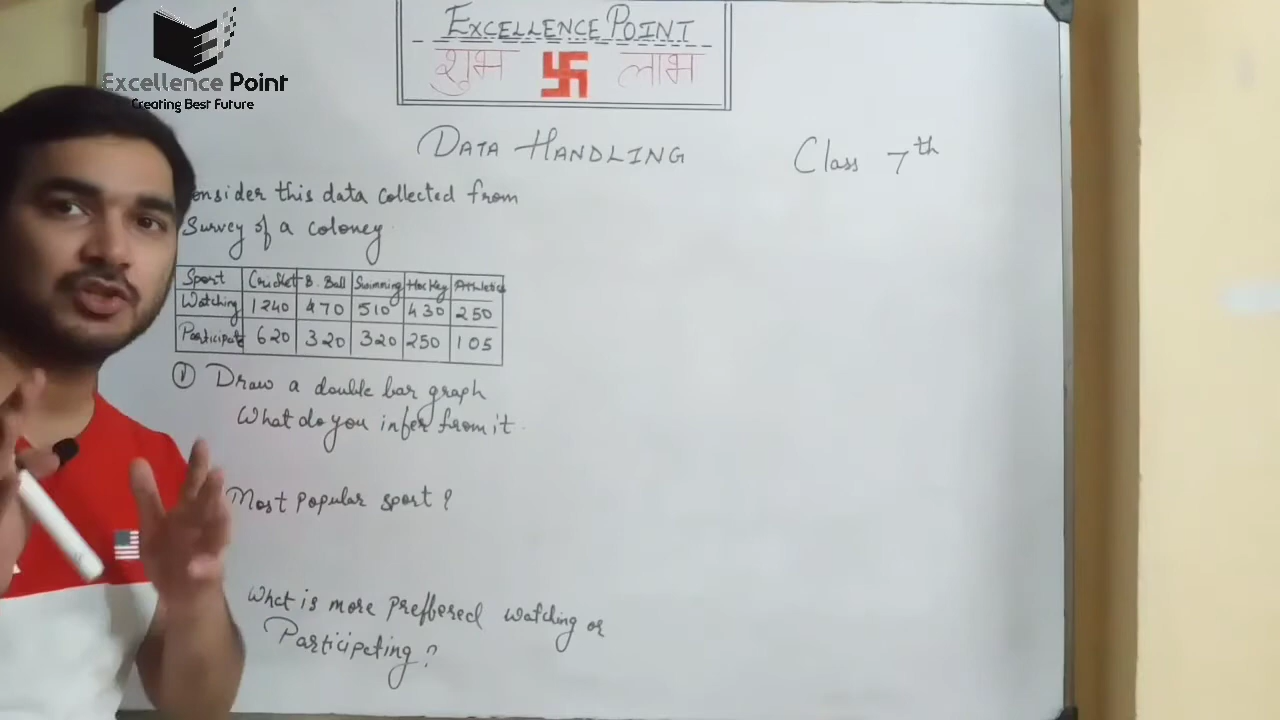 Excellence Point
Creating Best Future
EXCELLENCE POINT
शुभ लाभ
DATA HANDLING
Class 7th
onsider this data collected from
Survey of a coloney
Sport Cricket B. Ball Swimming Hockey Athletics
Watching 1240 470 510 430 250
Participate 620 320 320 250 105
① Draw a double bar graph
What do you infer from it.
Most popular sport?
What is more preffered watching or
Participating?